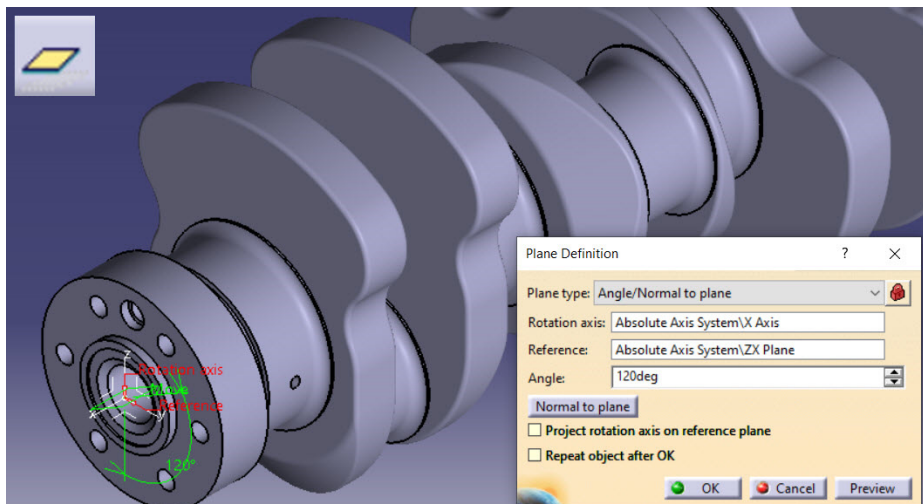 Plane Definition ? X
Plane type: Angle/Normal to plane
Rotation axis: Absolute Axis System\X Axis
Reference: Absolute Axis System\ZX Plane
Angle: 120deg
Normal to plane
Project rotation axis on reference plane
Repeat object after OK
OK Cancel Preview
z
Rotation axis
Move
x
Reference
y
120°